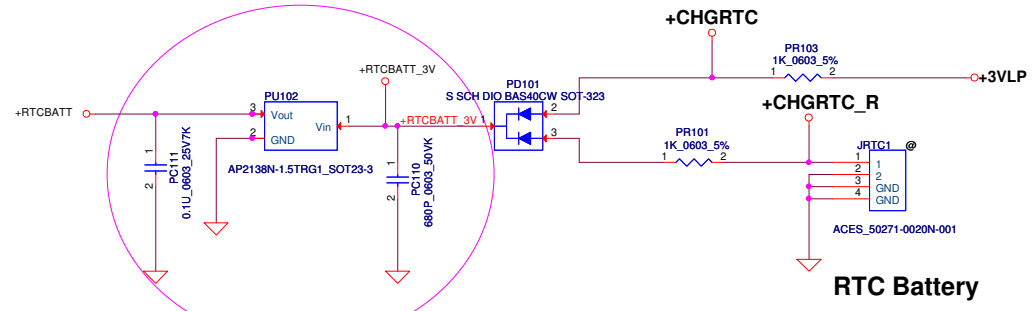 +CHGRTC
PR103
1K_0603_5%
1
2
+3VLP
+RTCBATT_3V
PD101
S SCH DIO BAS40CW SOT-323
+CHGRTC_R
PU102
+RTCBATT
3
Vout
2
GND
Vin
1
+RTCBATT_3V
1
2
3
PR101
1K_0603_5%
1
2
JRTC1
@
1
1
2
2
3
GND
4
GND
1
2
PC111
0.1U_0603_25V7K
AP2138N-1.5TRG1_SOT23-3
1
2
PC110
680P_0603_50VK
ACES_50271-0020N-001
RTC Battery